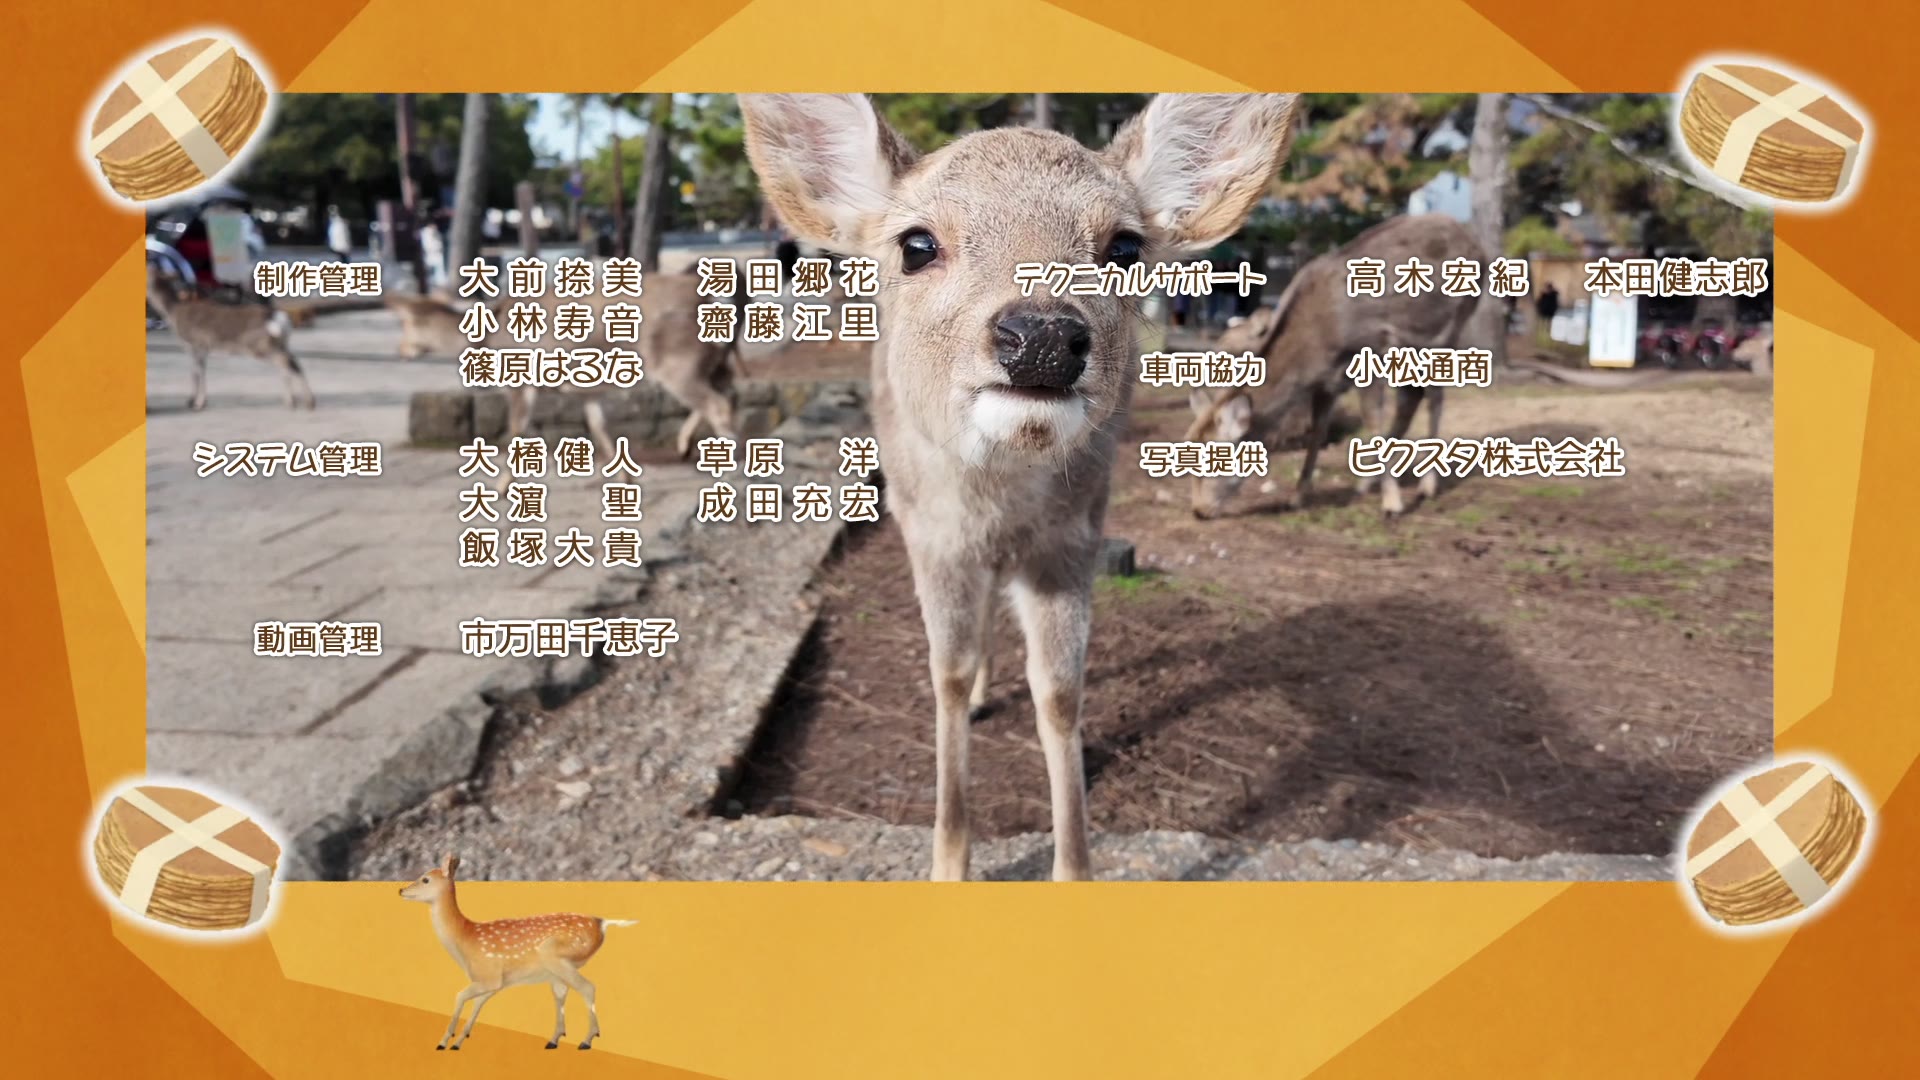 制作管理 大前捺美 湯田郷花
小林寿音 齋藤江里
篠原はるな
システム管理 大橋健人 草原 洋
大濵 聖 成田充宏
飯塚大貴
動画管理 市万田千恵子
テクニカルサポート 高木宏紀 本田健志郎
車両協力 小松通商
写真提供 ピクスタ株式会社